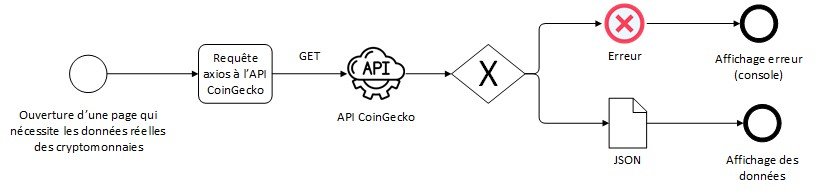 Ouverture d'une page qui
nécessite les données réelles
des cryptomonnaies
Requête
axios à l'API
CoinGecko
GET
API
API CoinGecko
X
Erreur
Affichage erreur
(console)
JSON
Affichage des
données